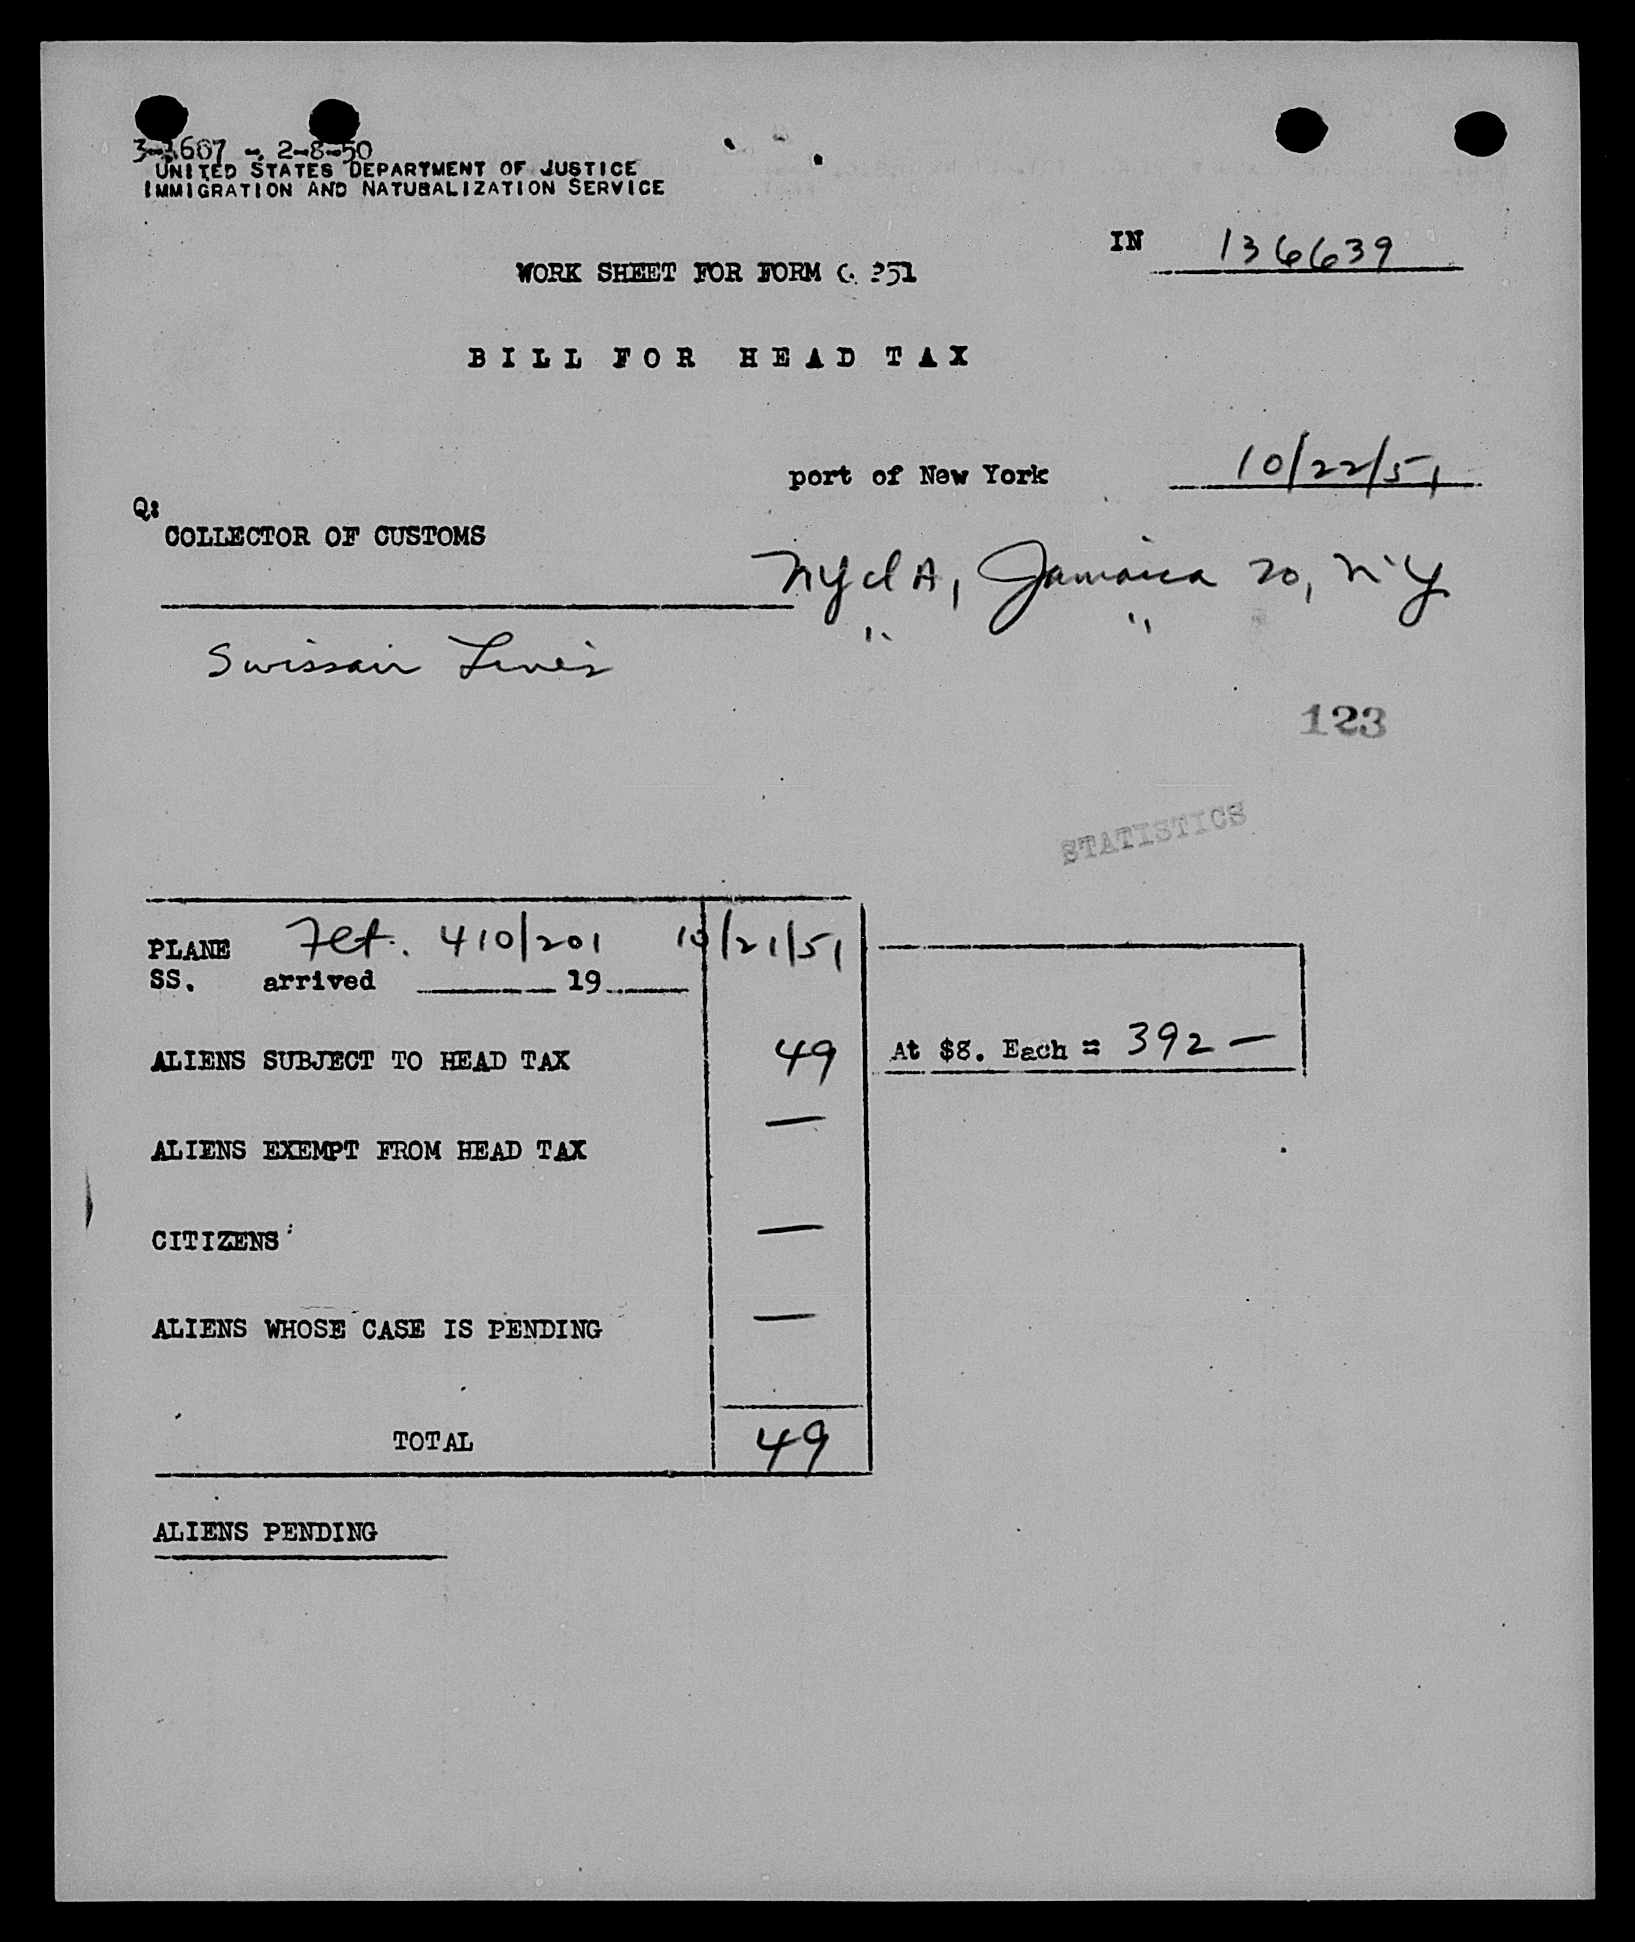 3-3607 - 2-8-50
UNITED STATES DEPARTMENT OF JUSTICE
IMMIGRATION AND NATURALIZATION SERVICE
IN 136639
WORK SHEET FOR FORM 251
BILL FOR HEAD TAX
port of New York 10/22/51
Q:
COLLECTOR OF CUSTOMS
Jamaica 20, NY
" "
Swissair Lines
123
STATISTICS
PLANE 410/201 10/21/51
SS. arrived 19
ALIENS SUBJECT TO HEAD TAX 49 At $8. Each = 392 —
ALIENS EXEMPT FROM HEAD TAX —
CITIZENS —
ALIENS WHOSE CASE IS PENDING —
TOTAL 49
ALIENS PENDING